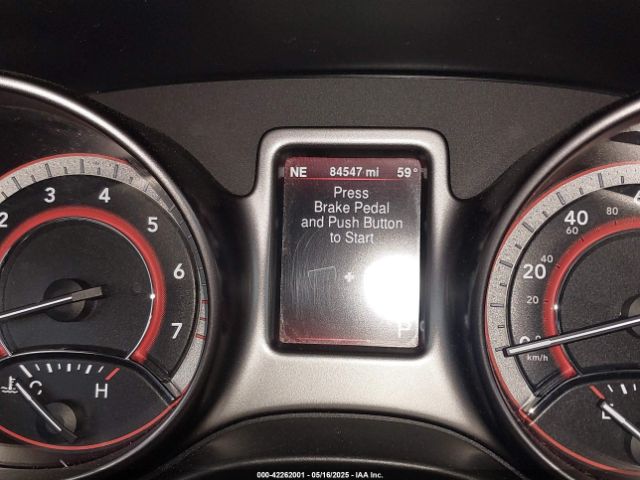 NE 84547 mi 59°
Press
Brake Pedal
and Push Button
to Start
P
2 3 4 5 6 7
C H
40 20
80 60 40 20
km/h
E
000-42262001 - 05/16/2025 - IAA Inc.